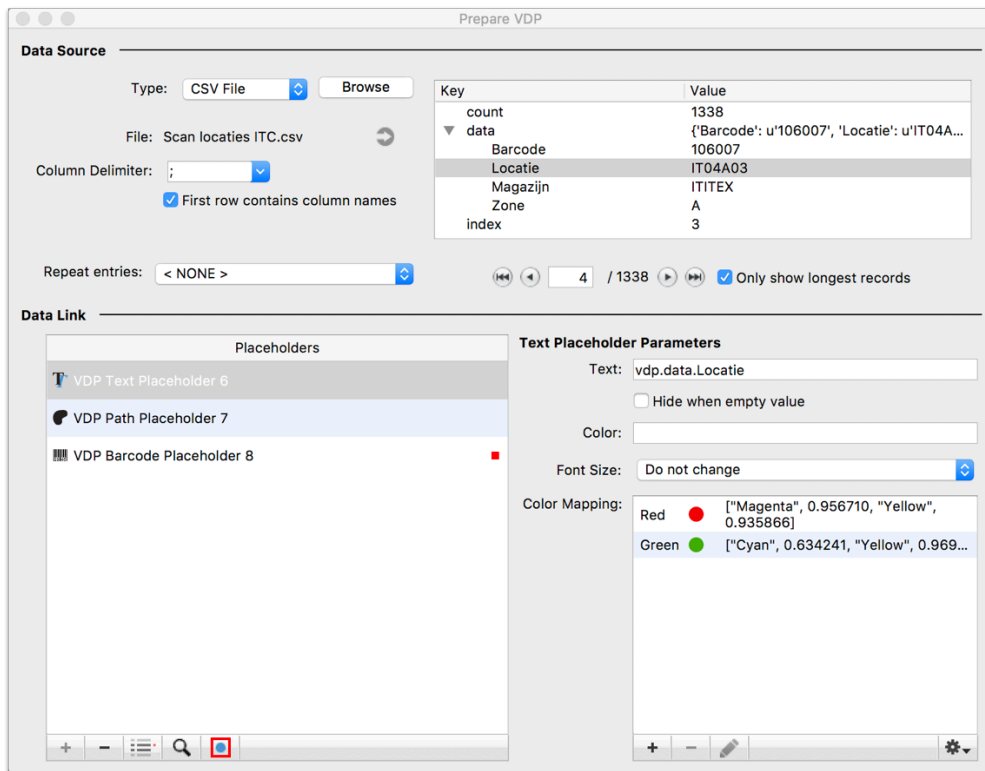 Prepare VDP
Data Source
Type: CSV File Browse
File: Scan locaties ITC.csv
Column Delimiter: ;
First row contains column names
Key Value
count 1338
data {'Barcode': u'106007', 'Locatie': u'IT04A...
Barcode 106007
Locatie IT04A03
Magazijn ITITEX
Zone A
index 3
Repeat entries: < NONE >
4 / 1338 Only show longest records
Data Link
Placeholders
VDP Text Placeholder 6
VDP Path Placeholder 7
VDP Barcode Placeholder 8
Text Placeholder Parameters
Text: vdp.data.Locatie
Hide when empty value
Color:
Font Size: Do not change
Color Mapping:
Red ["Magenta", 0.956710, "Yellow",
0.935866]
Green ["Cyan", 0.634241, "Yellow", 0.969...